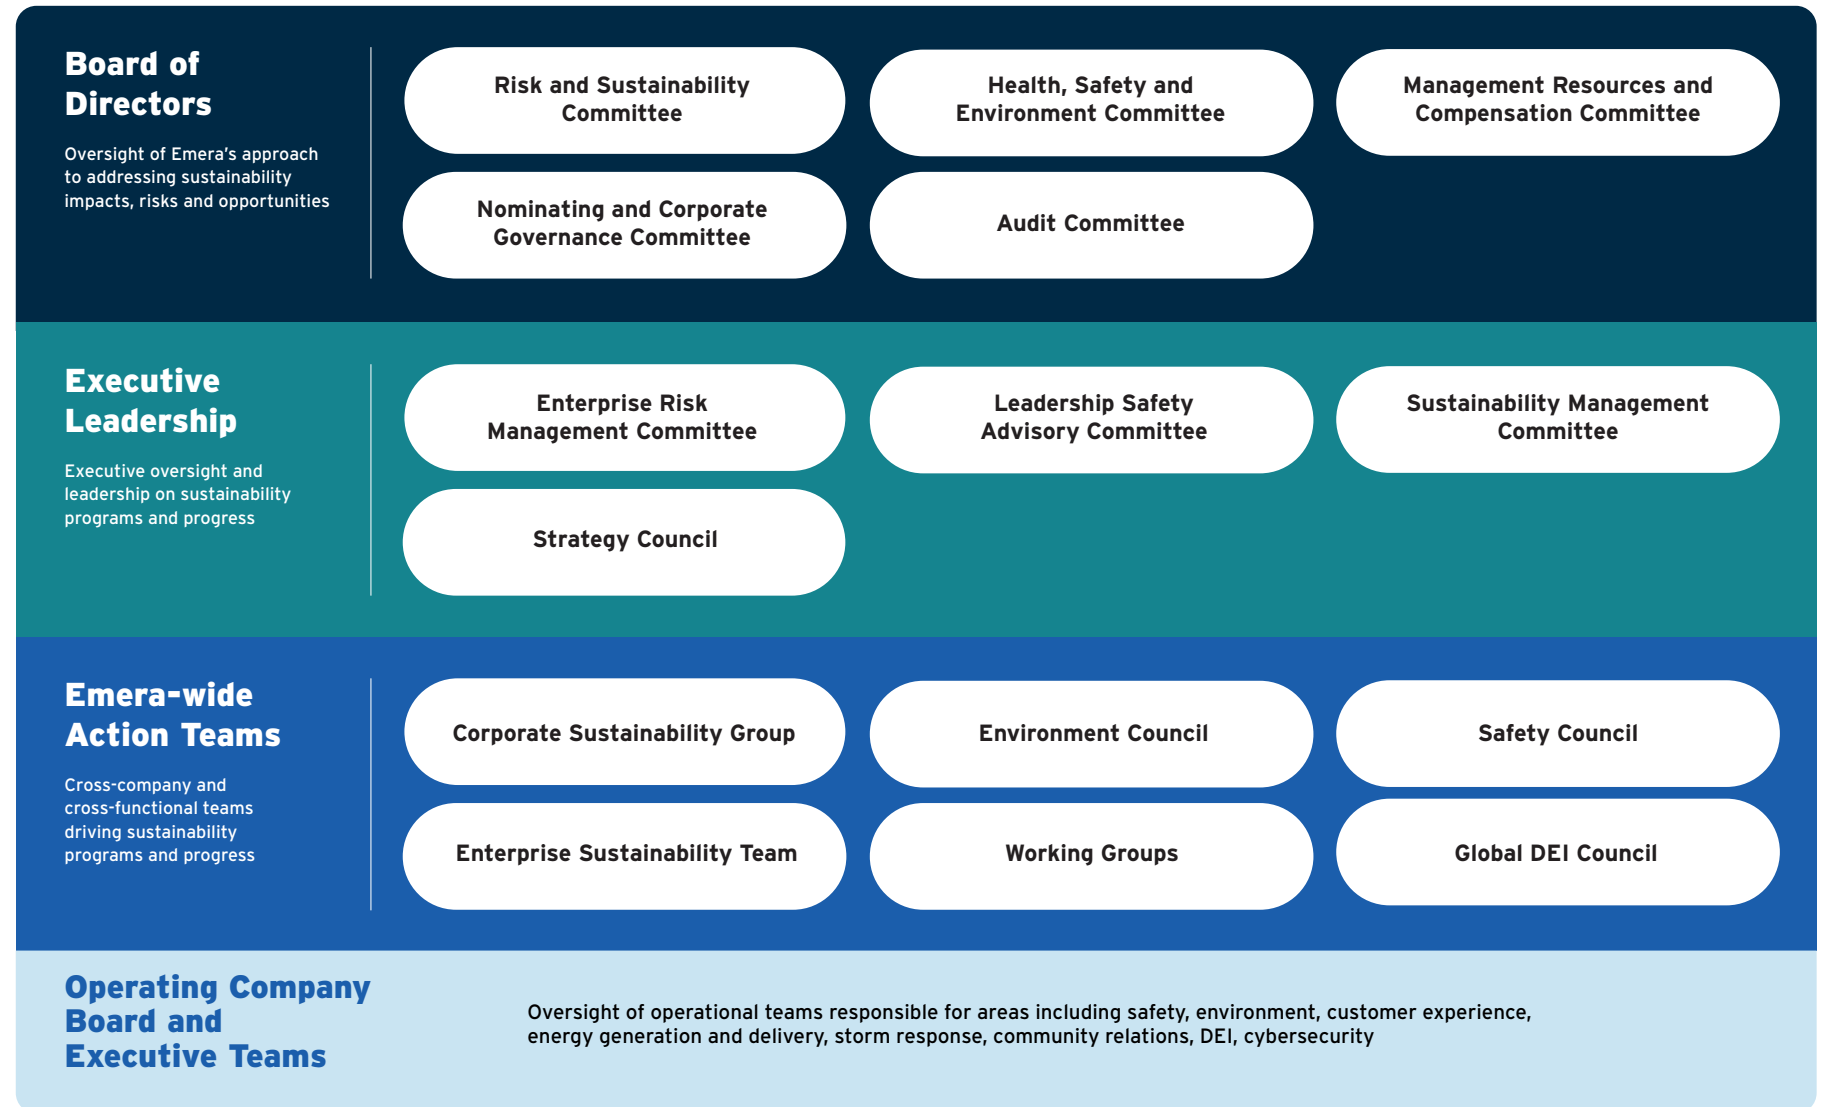 Board of
Directors
Oversight of Emera's approach
to addressing sustainability
impacts, risks and opportunities
Risk and Sustainability
Committee
Health, Safety and
Environment Committee
Management Resources and
Compensation Committee
Nominating and Corporate
Governance Committee
Audit Committee
Executive
Leadership
Executive oversight and
leadership on sustainability
programs and progress
Enterprise Risk
Management Committee
Leadership Safety
Advisory Committee
Sustainability Management
Committee
Strategy Council
Emera-wide
Action Teams
Cross-company and
cross-functional teams
driving sustainability
programs and progress
Corporate Sustainability Group
Environment Council
Safety Council
Enterprise Sustainability Team
Working Groups
Global DEI Council
Operating Company
Board and
Executive Teams
Oversight of operational teams responsible for areas including safety, environment, customer experience,
energy generation and delivery, storm response, community relations, DEI, cybersecurity